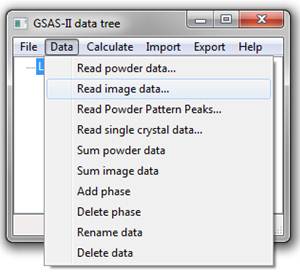 GSAS-II data tree
File Data Calculate Import Export Help
Read powder data...
Read image data...
Read Powder Pattern Peaks...
Read single crystal data...
Sum powder data
Sum image data
Add phase
Delete phase
Rename data
Delete data